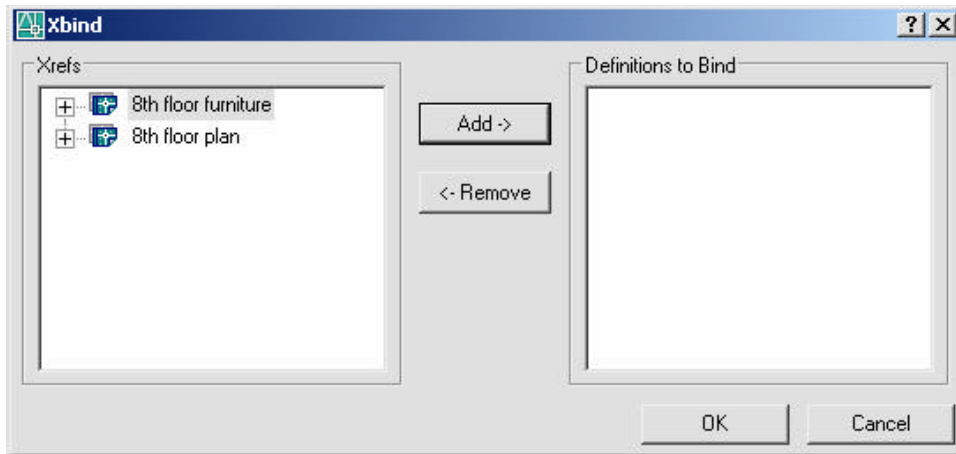 Xbind
Xrefs
8th floor furniture
8th floor plan
Add ->
<- Remove
Definitions to Bind
OK
Cancel